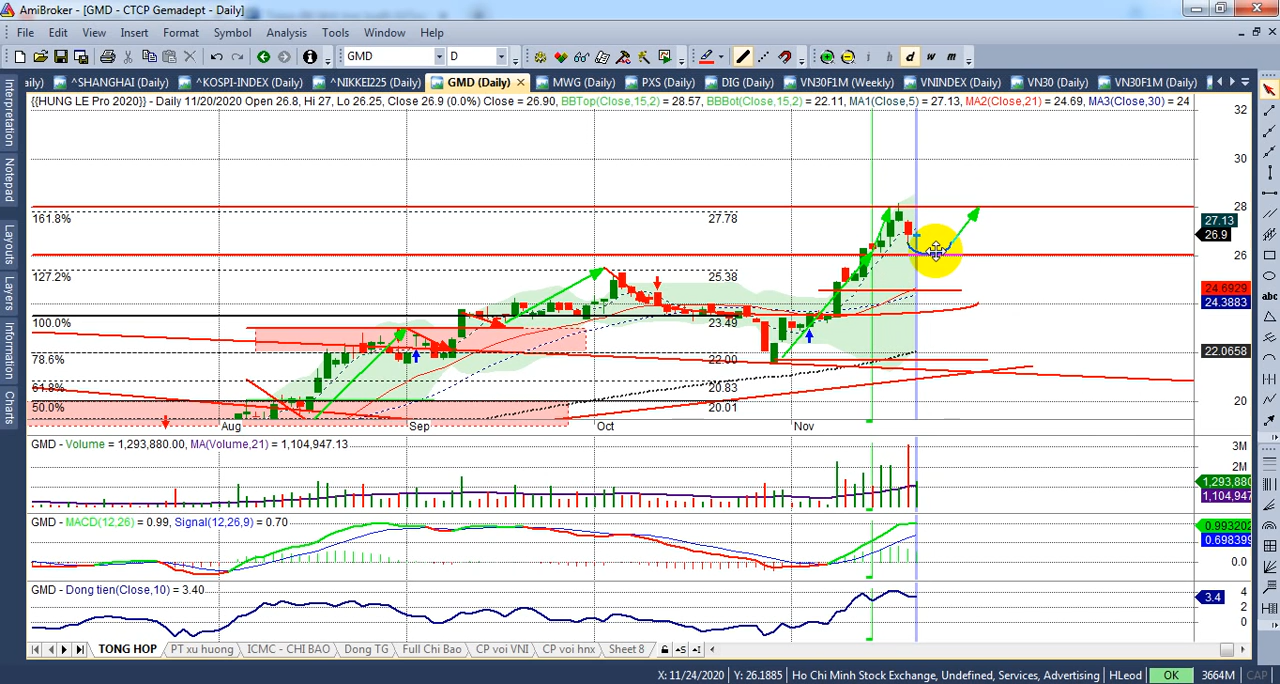 AmiBroker - [GMD - CTCP Gemadept - Daily]
File Edit View Insert Format Symbol Analysis Tools Window Help
GMD D i h d w m
ily) ^SHANGHAI (Daily) ^KOSPI-INDEX (Daily) ^NIKKEI225 (Daily) GMD (Daily) MWG (Daily) PXS (Daily) DIG (Daily) VN30F1M (Weekly) VNINDEX (Daily) VN30 (Daily) VN30F1M (Daily)
{{HUNG LE Pro 2020}} - Daily 11/20/2020 Open 26.8, Hi 27, Lo 26.25, Close 26.9 (0.0%) Close = 26.90, BBTop(Close,15,2) = 28.57, BBBot(Close,15,2) = 22.11, MA1(Close,5) = 27.13, MA2(Close,21) = 24.69, MA3(Close,30) = 24
Interpretation
Notepad
Layouts
Layers
Information
Charts
abc
32
30
28
161.8% 27.78
27.13
26.9
26
127.2% 25.38
24.6929
24.3883
100.0% 23.49
22.0658
78.6% 22.00
61.8% 20.63
50.0% 20.01
20
Aug Sep Oct Nov
GMD - Volume = 1,293,880.00, MA(Volume,21) = 1,104,947.13
3M
2M
1,293,880
1,104,947
GMD - MACD(12,26) = 0.99, Signal(12,26,9) = 0.70
0.993202
0.698399
0.0
GMD - Dong tien(Close,10) = 3.40
4
3.4
2
0
TONG HOP PT xu huong ICMC - CHI BAO Dong TG Full Chi Bao CP voi VNI CP voi hnx Sheet 8
X: 11/24/2020 Y: 26.1885 Ho Chi Minh Stock Exchange, Undefined, Services, Advertising HLeod OK 3664M CAP